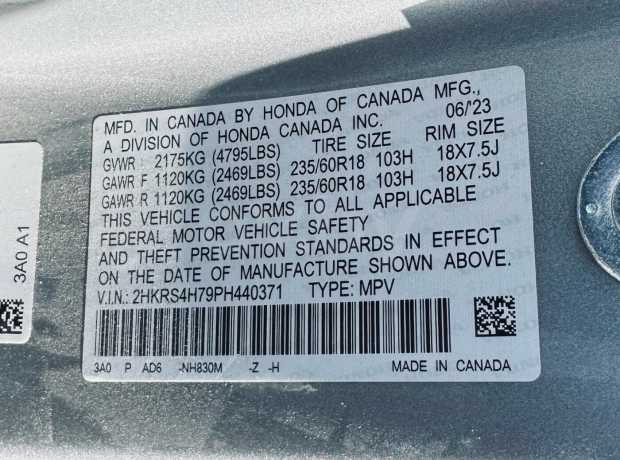 MFD. IN CANADA BY HONDA OF CANADA MFG.,
A DIVISION OF HONDA CANADA INC. 06/'23
GVWR : 2175KG (4795LBS) TIRE SIZE RIM SIZE
GAWR F 1120KG (2469LBS) 235/60R18 103H 18X7.5J
GAWR R 1120KG (2469LBS) 235/60R18 103H 18X7.5J
THIS VEHICLE CONFORMS TO ALL APPLICABLE
FEDERAL MOTOR VEHICLE SAFETY
AND THEFT PREVENTION STANDARDS IN EFFECT
ON THE DATE OF MANUFACTURE SHOWN ABOVE.
V.I.N.: 2HKRS4H79PH440371 TYPE: MPV
3A0 P AD6 -NH830M -Z -H MADE IN CANADA
3A0 A1